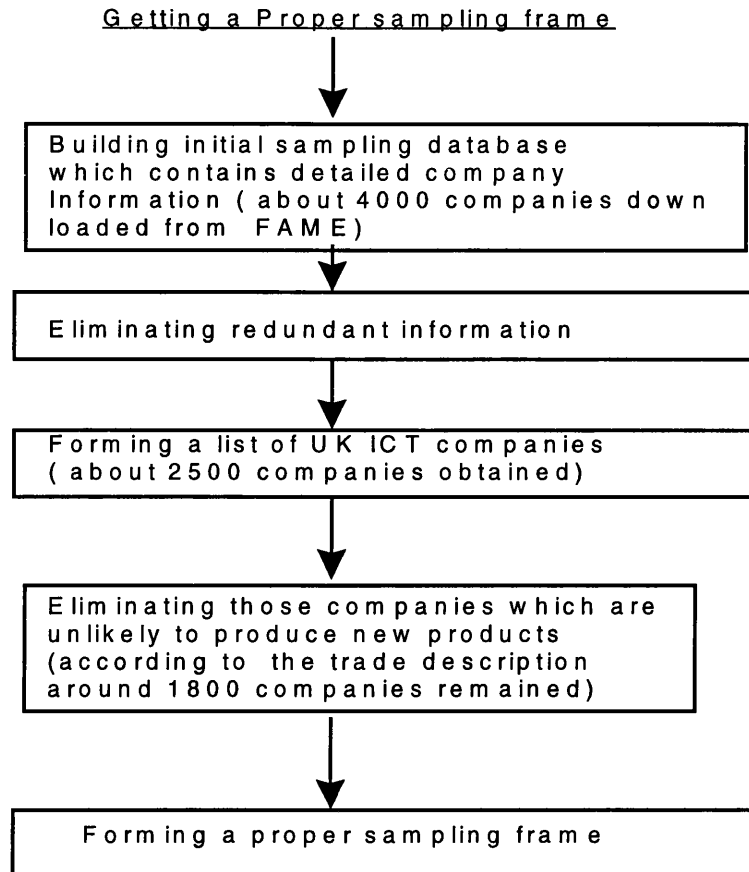 Getting a Proper sampling frame
Building initial sampling database
which contains detailed company
Information ( about 4000 companies down
loaded from FAME)
Eliminating redundant information
Forming a list of UK ICT companies
( about 2500 companies obtained)
Eliminating those companies which are
unlikely to produce new products
(according to the trade description
around 1800 companies remained)
Forming a proper sampling frame